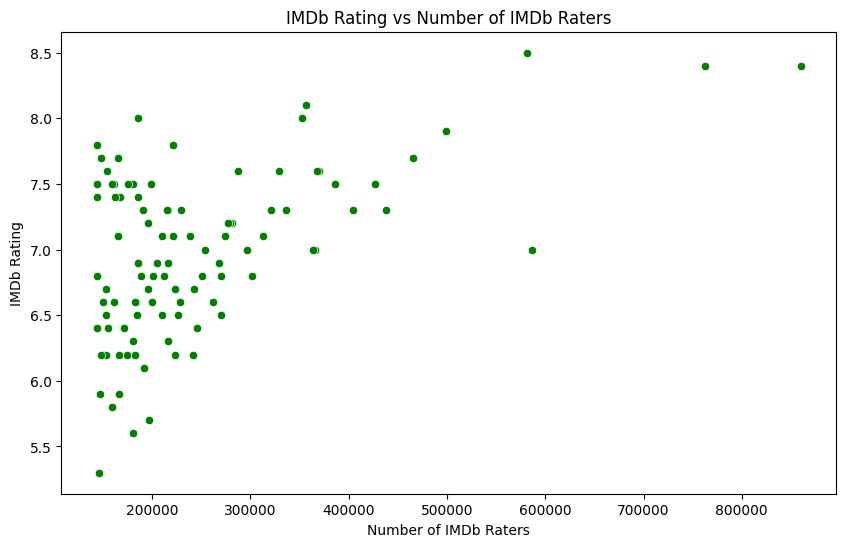 IMDb Rating vs Number of IMDb Raters
IMDb Rating
8.5
8.0
7.5
7.0
6.5
6.0
5.5
200000 300000 400000 500000 600000 700000 800000
Number of IMDb Raters